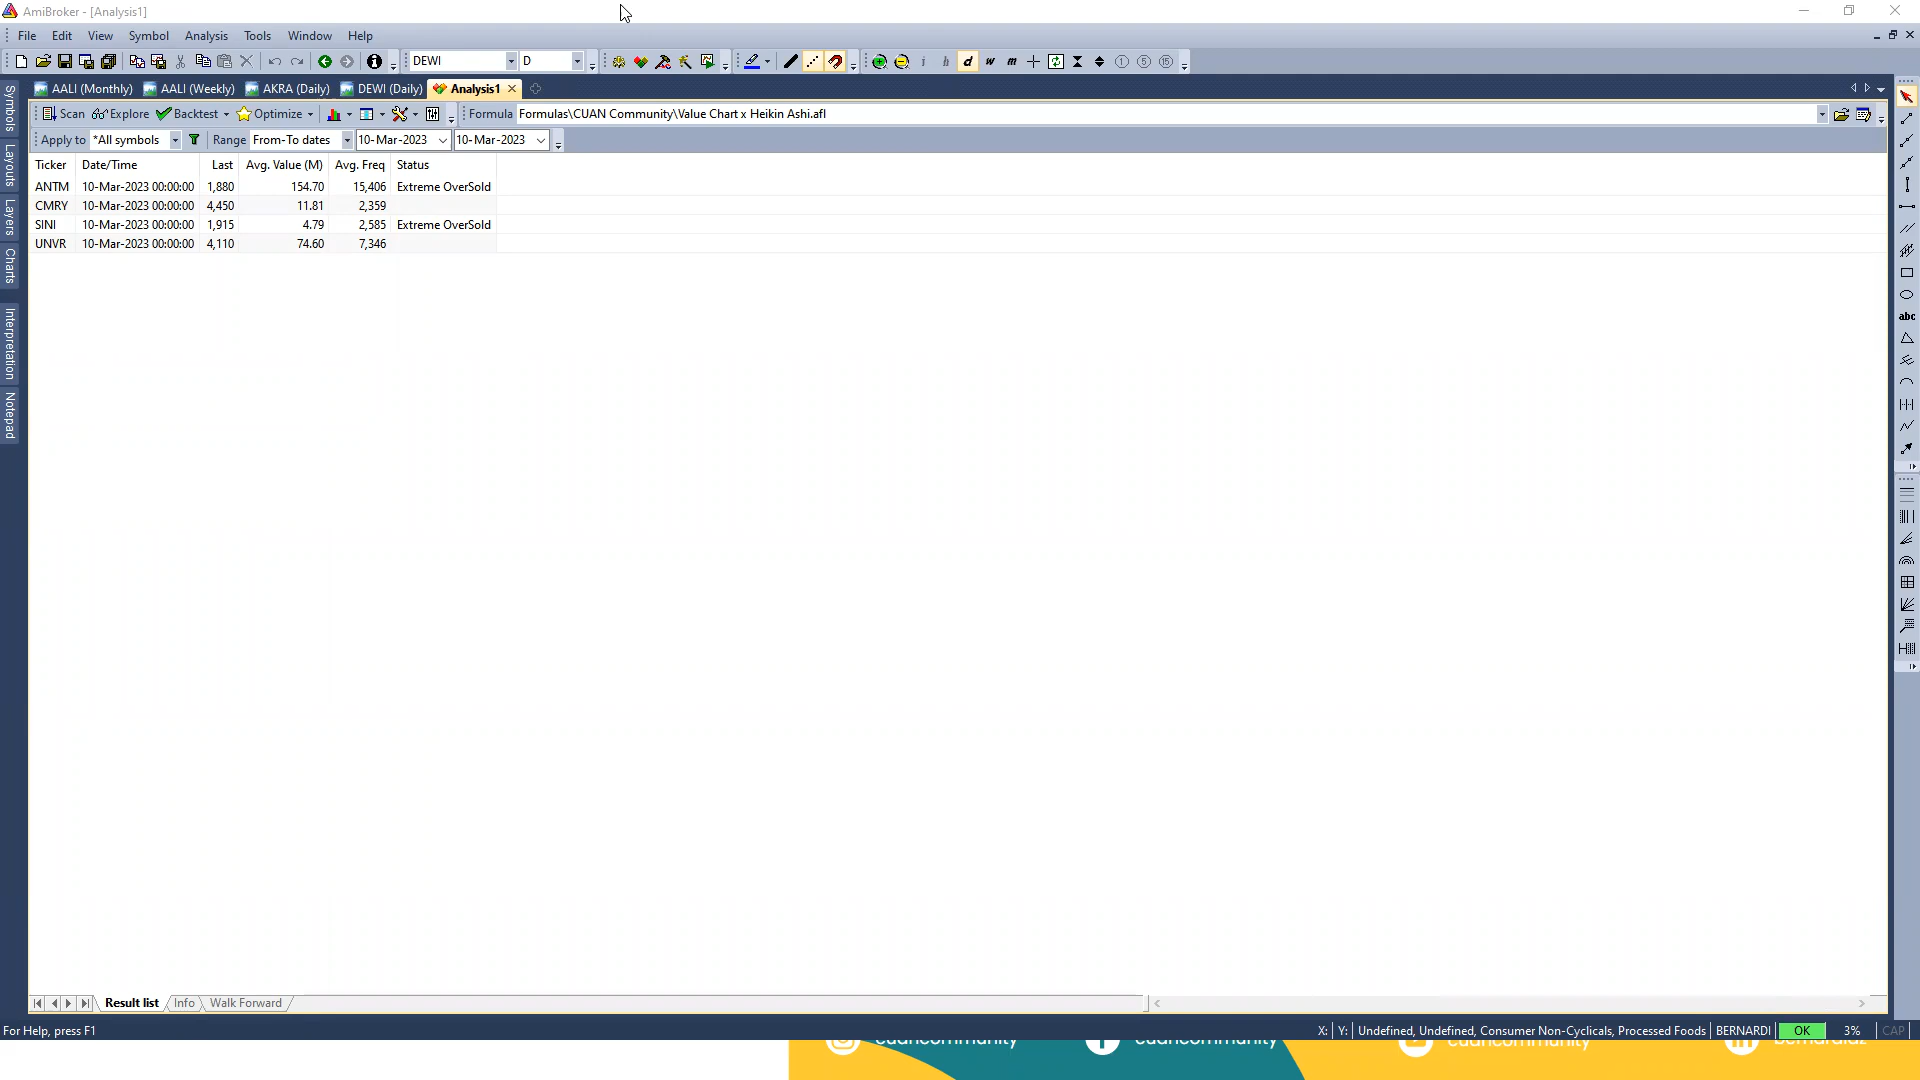 AmiBroker - [Analysis1]
File Edit View Symbol Analysis Tools Window Help
DEWI D i h d w m 1 5 15
AALI (Monthly) AALI (Weekly) AKRA (Daily) DEWI (Daily) Analysis1
Scan Explore Backtest Optimize Formula Formulas\CUAN Community\Value Chart x Heikin Ashi.afl
Apply to *All symbols Range From-To dates 10-Mar-2023 10-Mar-2023
Ticker Date/Time Last Avg. Value (M) Avg. Freq Status
ANTM 10-Mar-2023 00:00:00 1,880 154.70 15,406 Extreme OverSold
CMRY 10-Mar-2023 00:00:00 4,450 11.81 2,359
SINI 10-Mar-2023 00:00:00 1,915 4.79 2,585 Extreme OverSold
UNVR 10-Mar-2023 00:00:00 4,110 74.60 7,346
Symbols
Layouts
Layers
Charts
Interpretation
Notepad
abc
Result list Info Walk Forward
For Help, press F1 X: Y: Undefined, Undefined, Consumer Non-Cyclicals, Processed Foods BERNARDI OK 3% CAP
cuancommunity cuancommunity cuancommunity